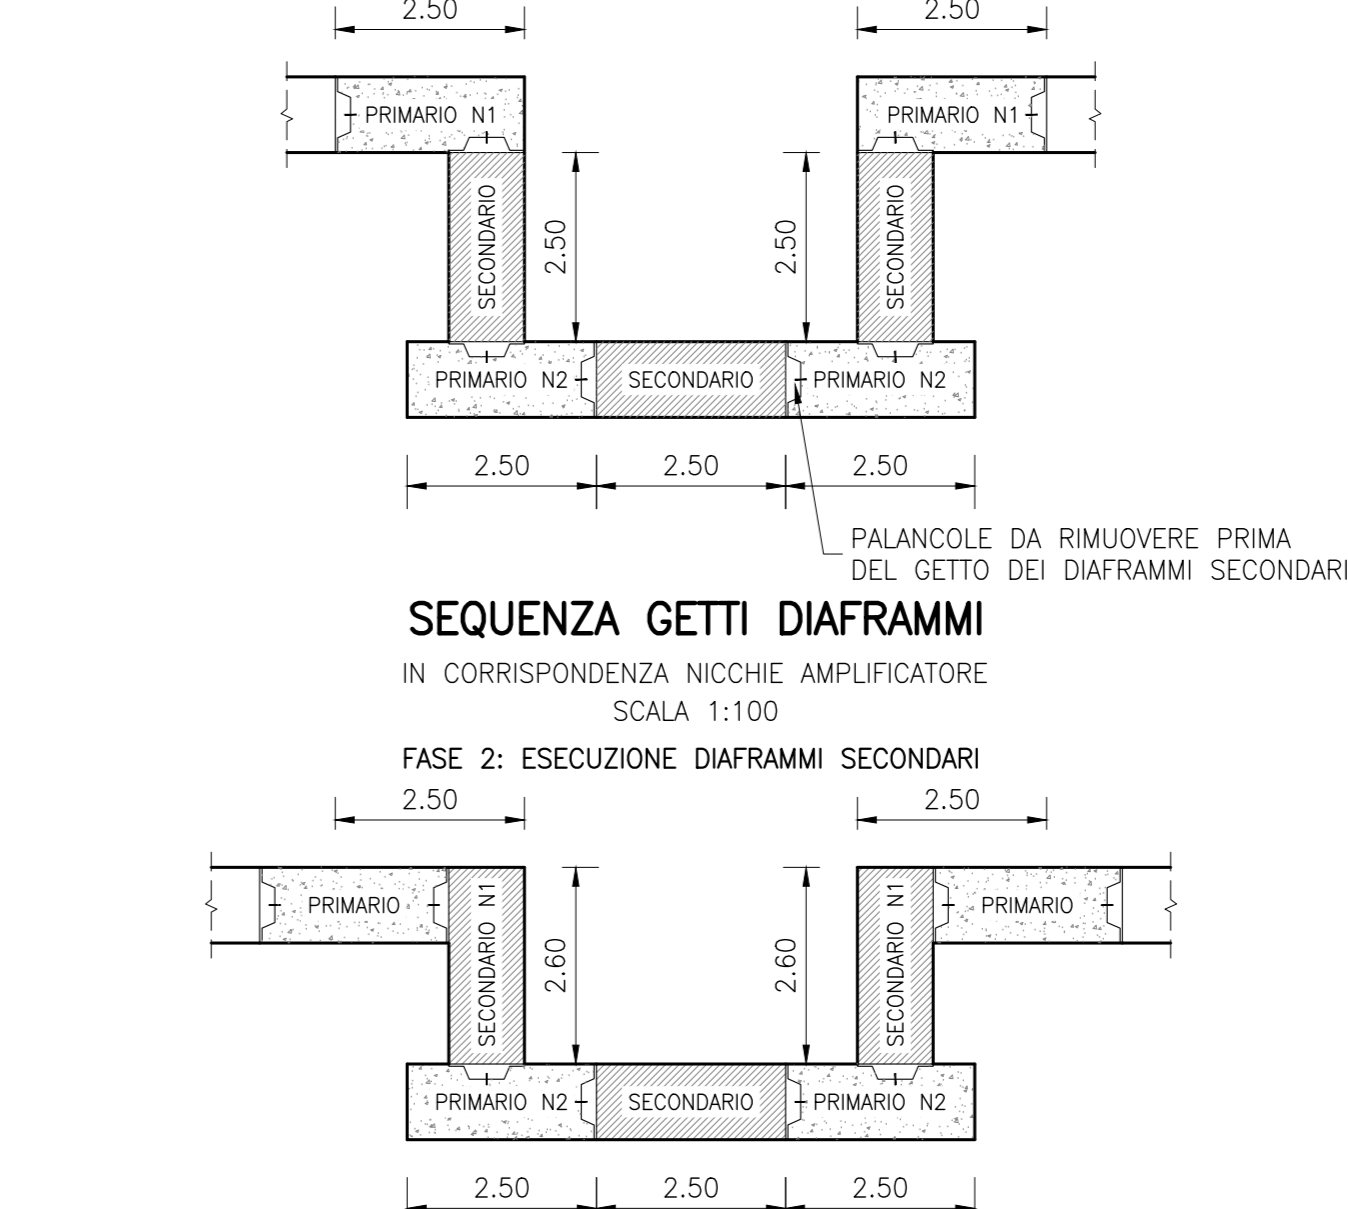 2.50 2.50
PRIMARIO N1 PRIMARIO N1
SECONDARIO 2.50 2.50 SECONDARIO
PRIMARIO N2 SECONDARIO PRIMARIO N2
2.50 2.50 2.50
PALANCOLE DA RIMUOVERE PRIMA
DEL GETTO DEI DIAFRAMMI SECONDARI
SEQUENZA GETTI DIAFRAMMI
IN CORRISPONDENZA NICCHIE AMPLIFICATORE
SCALA 1:100
FASE 2: ESECUZIONE DIAFRAMMI SECONDARI
2.50 2.50
PRIMARIO SECONDARIO N1 2.60 2.60 SECONDARIO N1 PRIMARIO
PRIMARIO N2 SECONDARIO PRIMARIO N2
2.50 2.50 2.50